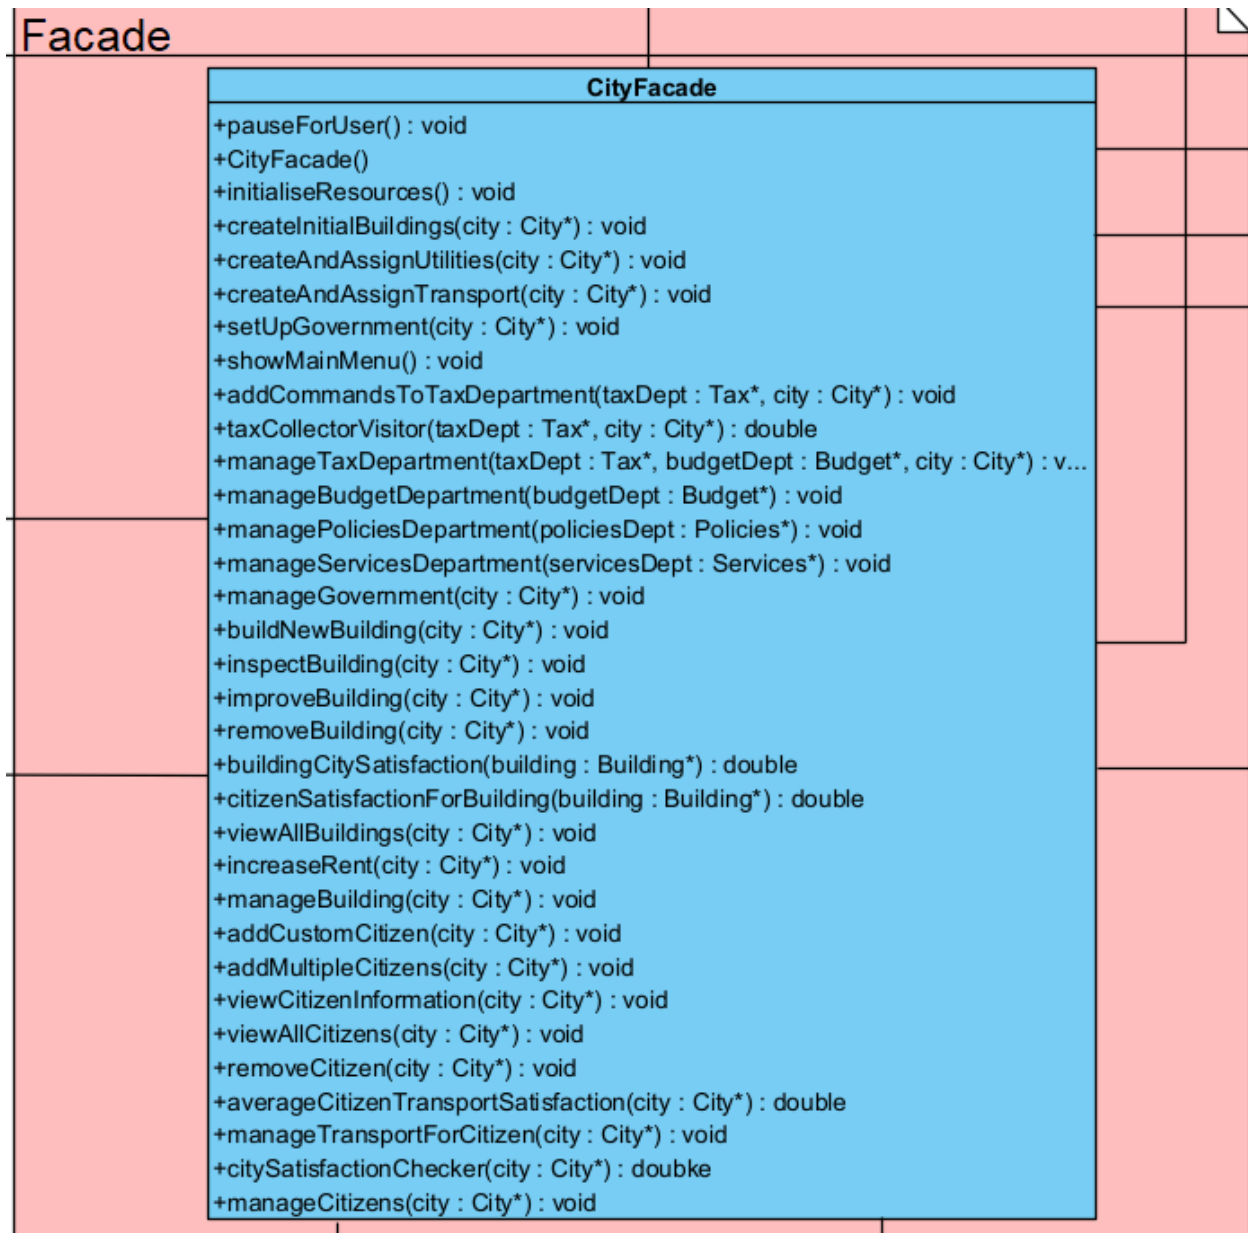 Facade
CityFacade
+pauseForUser() : void
+CityFacade()
+initialiseResources() : void
+createInitialBuildings(city : City*) : void
+createAndAssignUtilities(city : City*) : void
+createAndAssignTransport(city : City*) : void
+setUpGovernment(city : City*) : void
+showMainMenu() : void
+addCommandsToTaxDepartment(taxDept : Tax*, city : City*) : void
+taxCollectorVisitor(taxDept : Tax*, city : City*) : double
+manageTaxDepartment(taxDept : Tax*, budgetDept : Budget*, city : City*) : v...
+manageBudgetDepartment(budgetDept : Budget*) : void
+managePoliciesDepartment(policiesDept : Policies*) : void
+manageServicesDepartment(servicesDept : Services*) : void
+manageGovernment(city : City*) : void
+buildNewBuilding(city : City*) : void
+inspectBuilding(city : City*) : void
+improveBuilding(city : City*) : void
+removeBuilding(city : City*) : void
+buildingCitySatisfaction(building : Building*) : double
+citizenSatisfactionForBuilding(building : Building*) : double
+viewAllBuildings(city : City*) : void
+increaseRent(city : City*) : void
+manageBuilding(city : City*) : void
+addCustomCitizen(city : City*) : void
+addMultipleCitizens(city : City*) : void
+viewCitizenInformation(city : City*) : void
+viewAllCitizens(city : City*) : void
+removeCitizen(city : City*) : void
+averageCitizenTransportSatisfaction(city : City*) : double
+manageTransportForCitizen(city : City*) : void
+citySatisfactionChecker(city : City*) : doubke
+manageCitizens(city : City*) : void